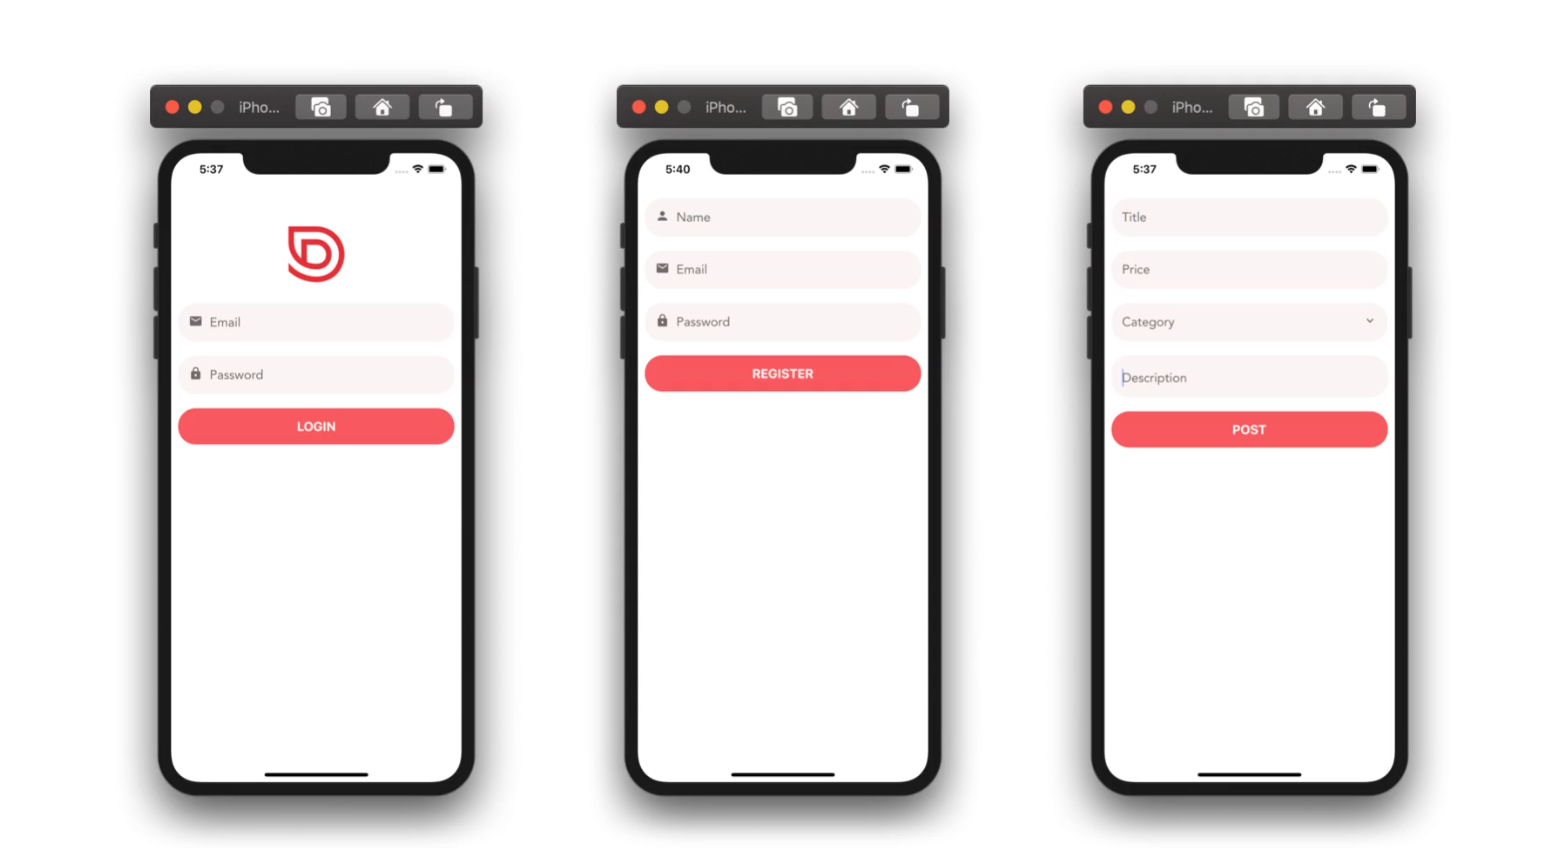 iPho...
5:37
Email
Password
LOGIN
iPho...
5:40
Name
Email
Password
REGISTER
iPho...
5:37
Title
Price
Category
Description
POST